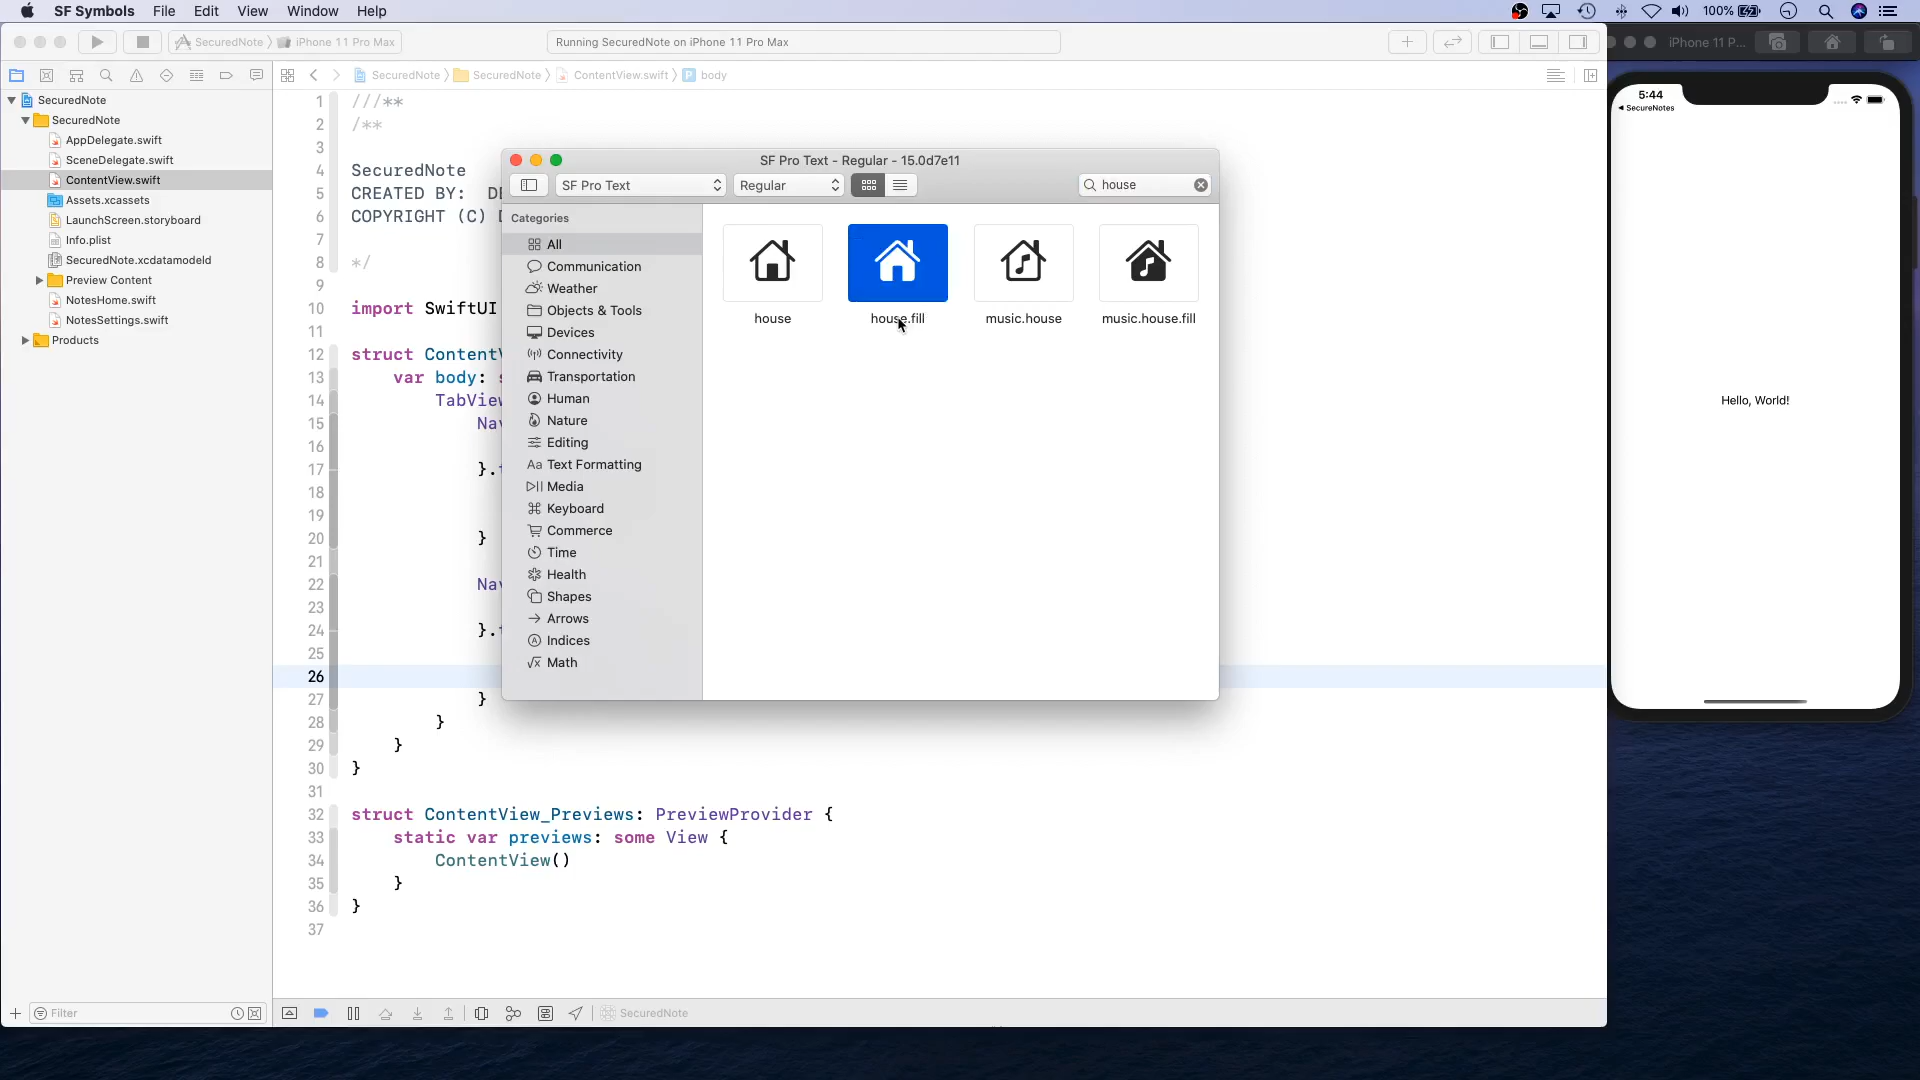 SF Symbols File Edit View Window Help 100%
SecuredNote iPhone 11 Pro Max
Running SecuredNote on iPhone 11 Pro Max
iPhone 11 P...
SecuredNote SecuredNote ContentView.swift body
SecuredNote
SecuredNote
AppDelegate.swift
SceneDelegate.swift
ContentView.swift
Assets.xcassets
LaunchScreen.storyboard
Info.plist
SecuredNote.xcdatamodeld
Preview Content
NotesHome.swift
NotesSettings.swift
Products
Filter
1 ///**
2 /**
3
4 SecuredNote
5 CREATED BY:
6 COPYRIGHT (C)
7
8 */
9
10 import SwiftUI
11
12 struct ContentV
13 var body: s
14 TabView
15 Nav
16
17 }.
18
19
20 }
21
22 Nav
23
24 }.
25
26
27 }
28 }
29 }
30 }
31
32 struct ContentView_Previews: PreviewProvider {
33 static var previews: some View {
34 ContentView()
35 }
36 }
37
SecuredNote
SF Pro Text - Regular - 15.0d7e11
SF Pro Text Regular house
Categories
All
Communication
Weather
Objects & Tools
Devices
Connectivity
Transportation
Human
Nature
Editing
Aa Text Formatting
Media
Keyboard
Commerce
Time
Health
Shapes
Arrows
Indices
Math
house
house.fill
music.house
music.house.fill
5:44
SecureNotes
Hello, World!